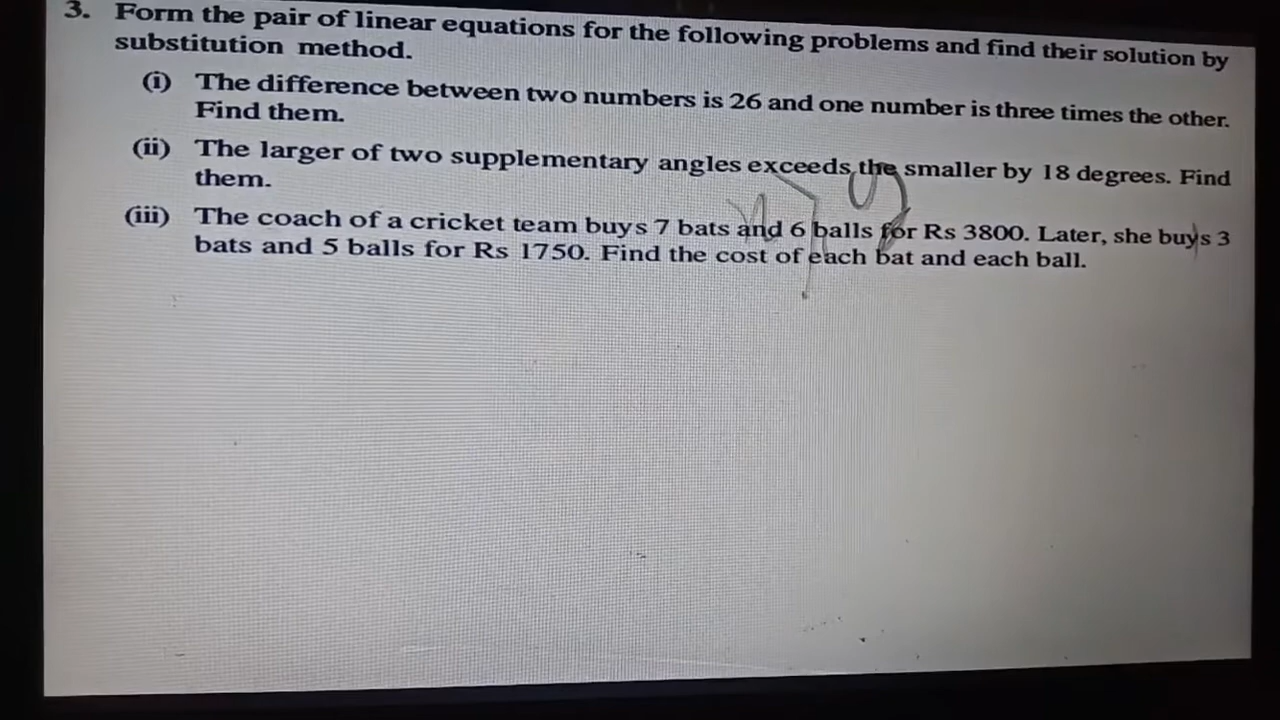 3. Form the pair of linear equations for the following problems and find their solution by
substitution method.
(i) The difference between two numbers is 26 and one number is three times the other.
Find them.
(ii) The larger of two supplementary angles exceeds the smaller by 18 degrees. Find
them.
(iii) The coach of a cricket team buys 7 bats and 6 balls for Rs 3800. Later, she buys 3
bats and 5 balls for Rs 1750. Find the cost of each bat and each ball.